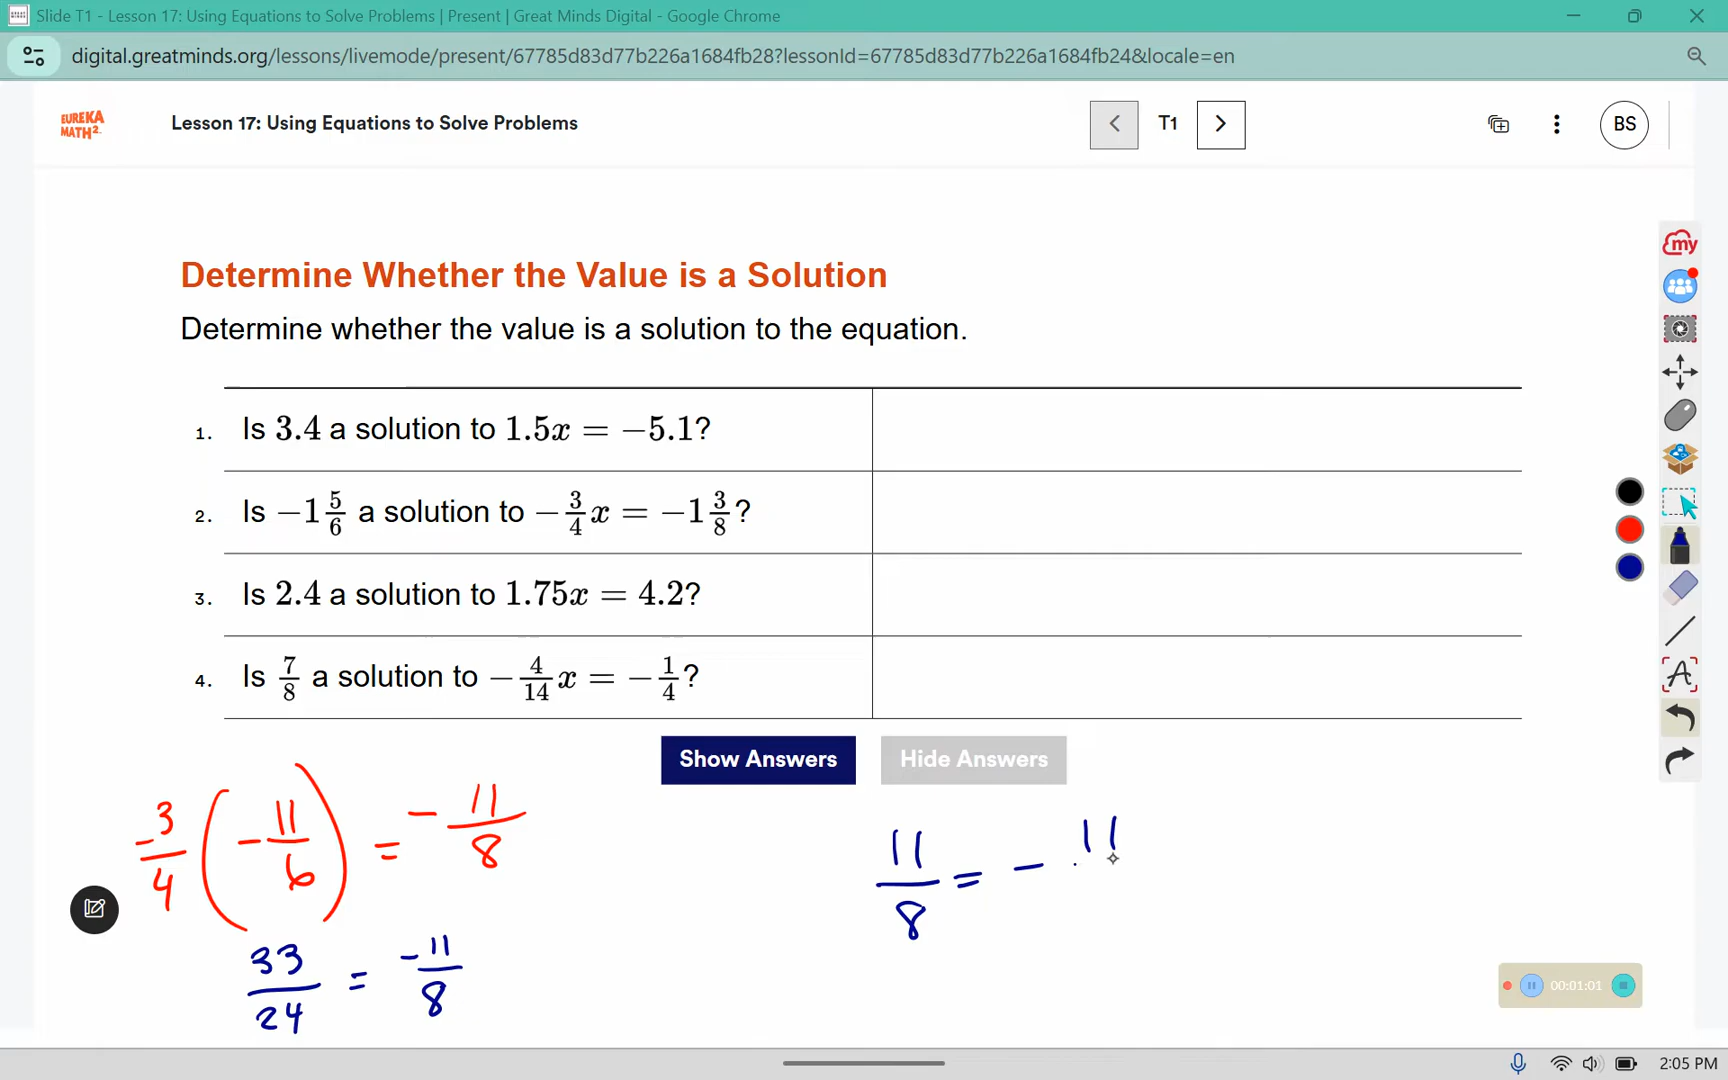 Slide T1 - Lesson 17: Using Equations to Solve Problems | Present | Great Minds Digital - Google Chrome
digital.greatminds.org/lessons/livemode/present/67785d83d77b226a1684fb28?lessonId=67785d83d77b226a1684fb24&locale=en
EUREKA MATH2
Lesson 17: Using Equations to Solve Problems
T1
BS
my
Determine Whether the Value is a Solution
Determine whether the value is a solution to the equation.
1. Is 3.4 a solution to 1.5x = −5.1?
2. Is −1 5/6 a solution to −3/4 x = −1 3/8?
3. Is 2.4 a solution to 1.75x = 4.2?
4. Is 7/8 a solution to −4/14 x = −1/4?
A
Show Answers
Hide Answers
-3/4 (-11/6) = -11/8
11/8 = - 11
33/24 = -11/8
00:01:01
2:05 PM